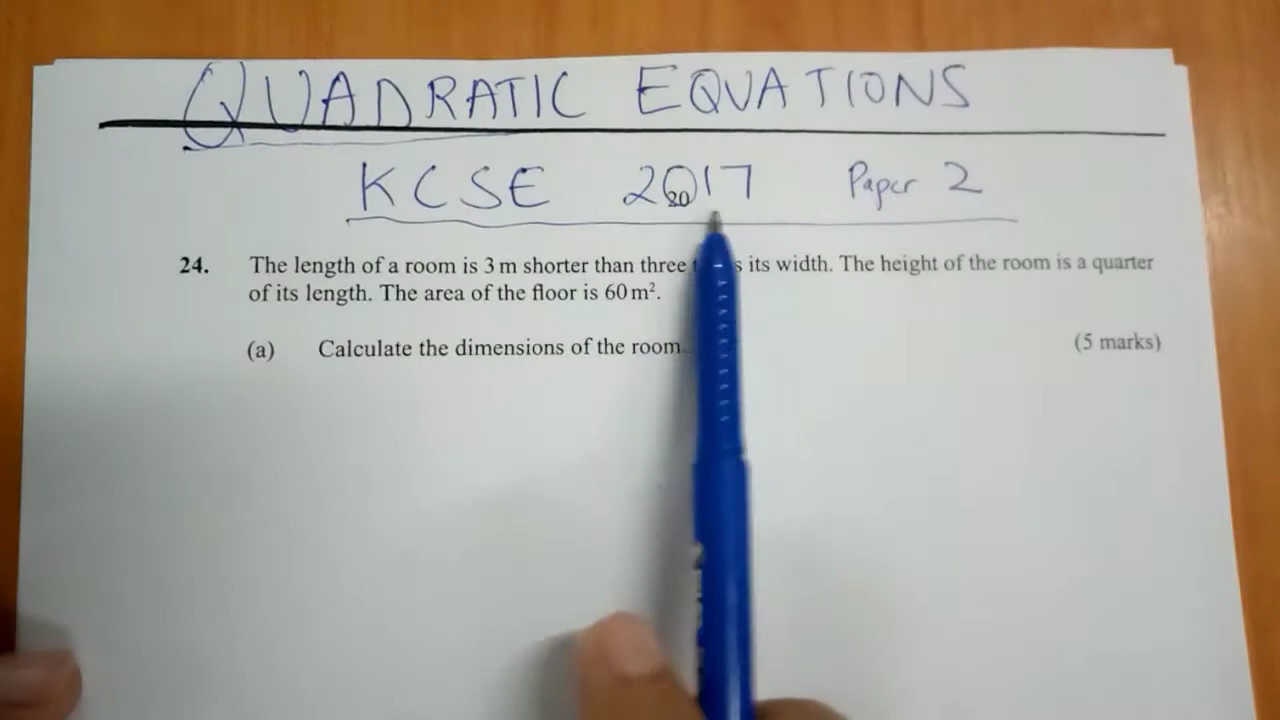 QUADRATIC EQUATIONS
KCSE 2017 Paper 2
20
24. The length of a room is 3 m shorter than three s its width. The height of the room is a quarter
of its length. The area of the floor is 60 m².
(a) Calculate the dimensions of the room (5 marks)